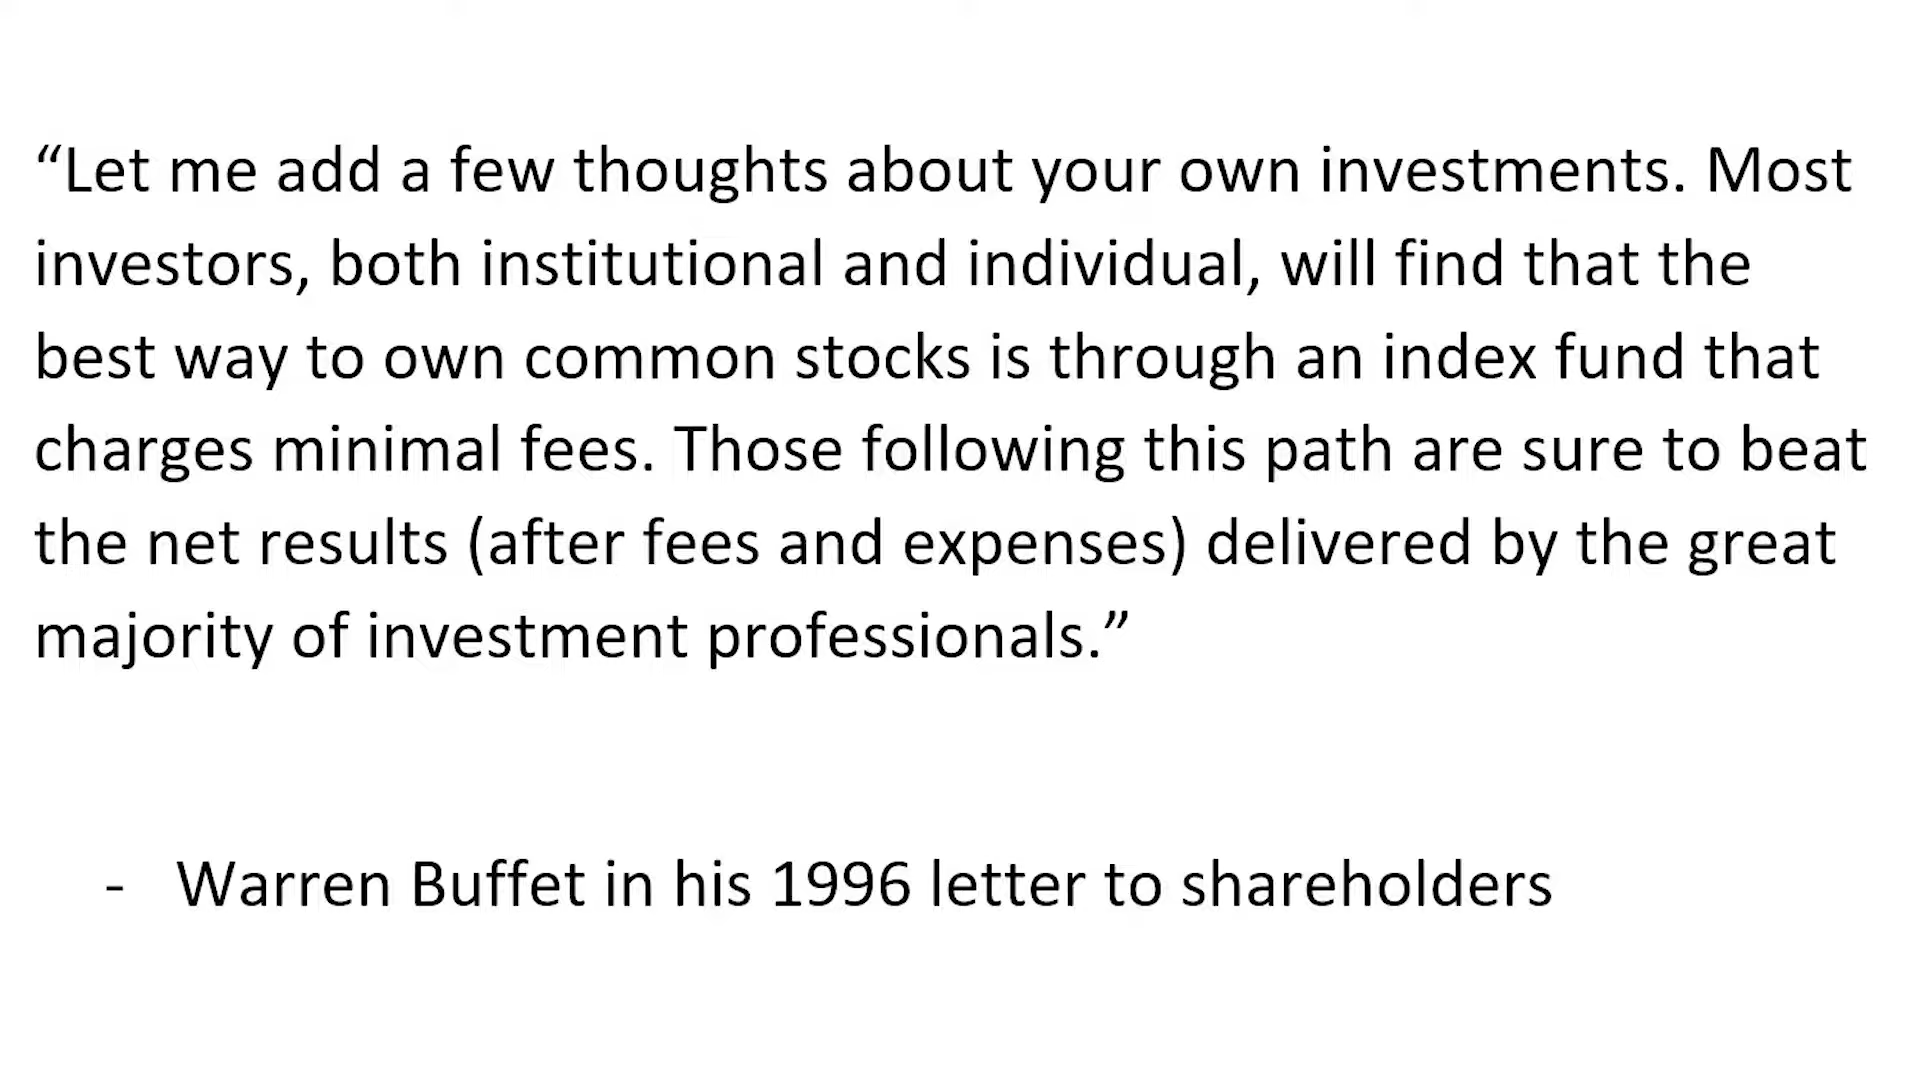 “Let me add a few thoughts about your own investments. Most
investors, both institutional and individual, will find that the
best way to own common stocks is through an index fund that
charges minimal fees. Those following this path are sure to beat
the net results (after fees and expenses) delivered by the great
majority of investment professionals.”
- Warren Buffet in his 1996 letter to shareholders